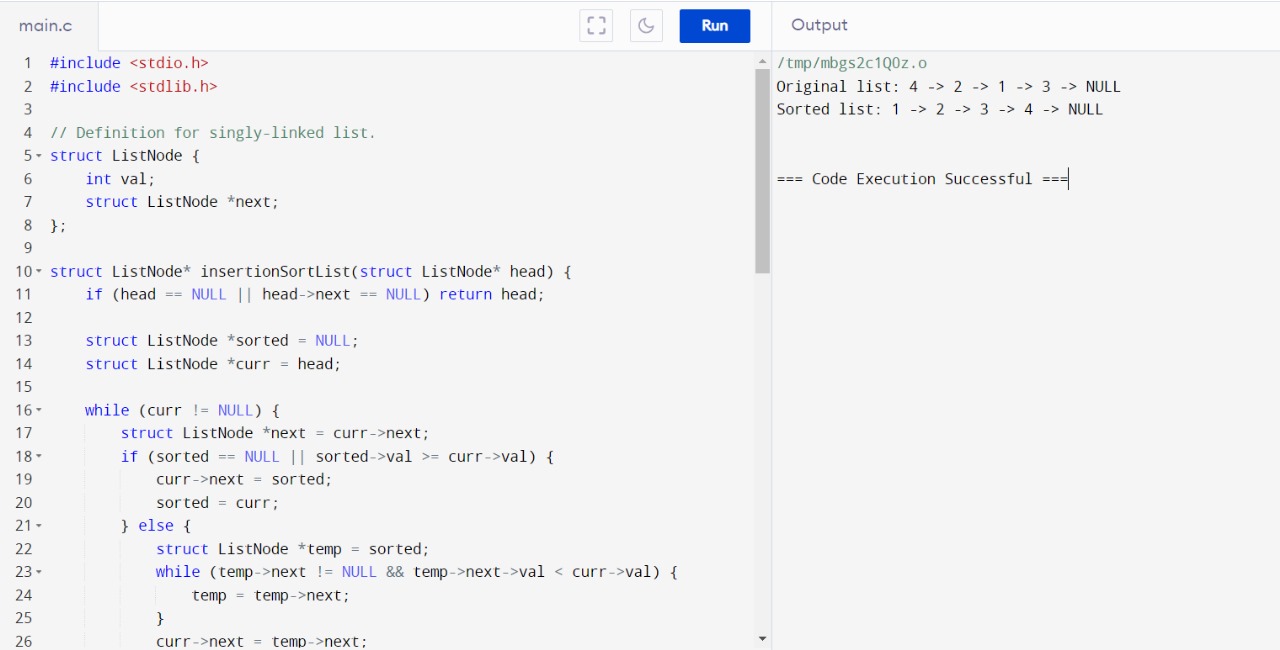 main.c
Run
Output
1 #include <stdio.h>
2 #include <stdlib.h>
3
4 // Definition for singly-linked list.
5 struct ListNode {
6     int val;
7     struct ListNode *next;
8 };
9
10 struct ListNode* insertionSortList(struct ListNode* head) {
11     if (head == NULL || head->next == NULL) return head;
12
13     struct ListNode *sorted = NULL;
14     struct ListNode *curr = head;
15
16     while (curr != NULL) {
17         struct ListNode *next = curr->next;
18         if (sorted == NULL || sorted->val >= curr->val) {
19             curr->next = sorted;
20             sorted = curr;
21         } else {
22             struct ListNode *temp = sorted;
23             while (temp->next != NULL && temp->next->val < curr->val) {
24                 temp = temp->next;
25             }
26             curr->next = temp->next;
/tmp/mbgs2c1Q0z.o
Original list: 4 -> 2 -> 1 -> 3 -> NULL
Sorted list: 1 -> 2 -> 3 -> 4 -> NULL
=== Code Execution Successful ===